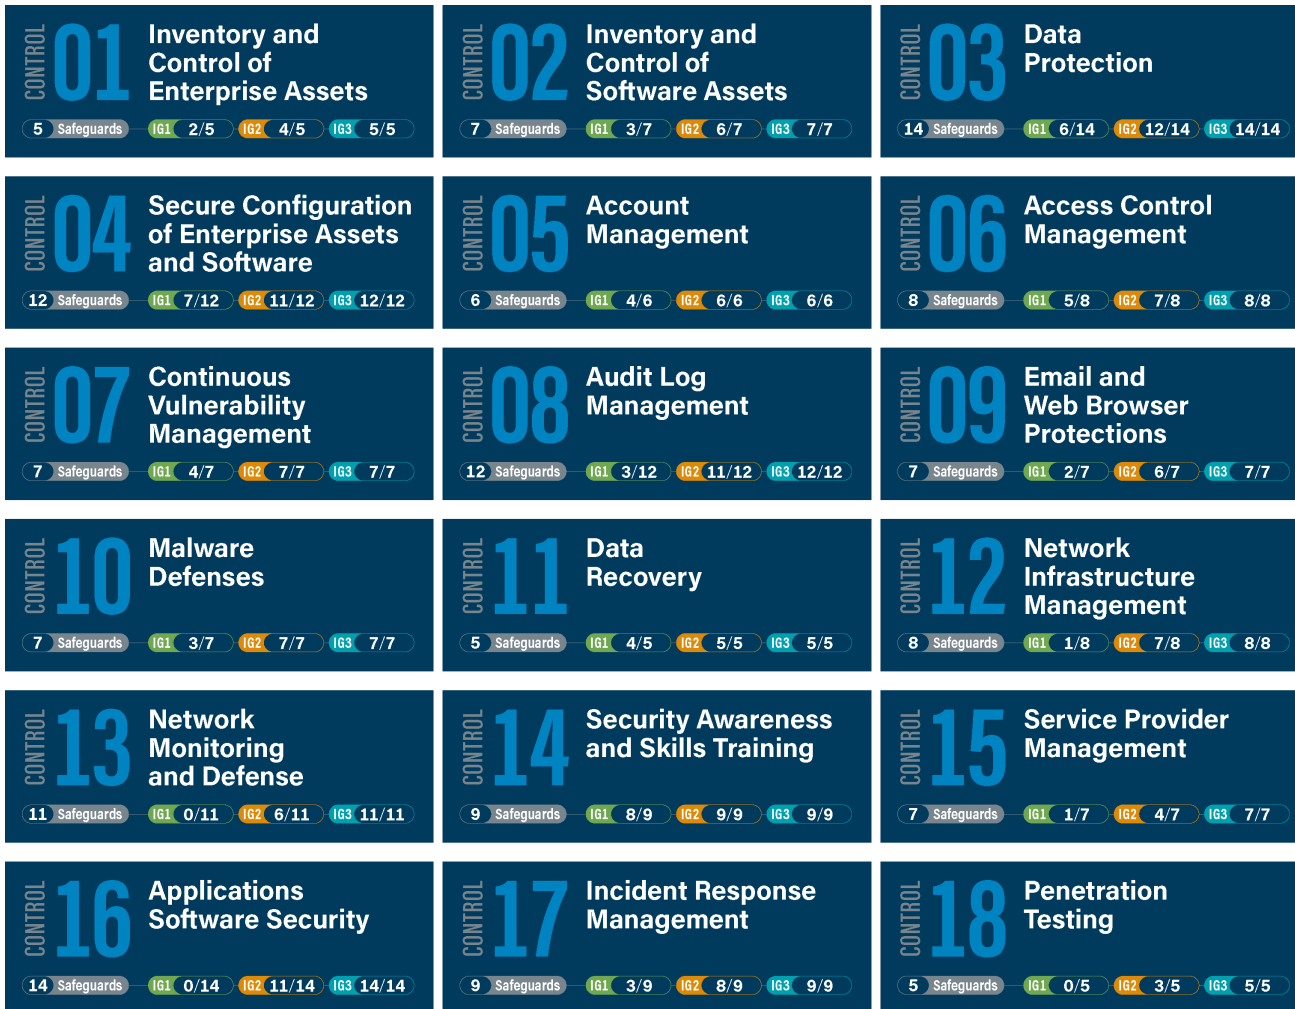 CONTROL
01
Inventory and
Control of
Enterprise Assets
5 Safeguards IG1 2/5 IG2 4/5 IG3 5/5
CONTROL
02
Inventory and
Control of
Software Assets
7 Safeguards IG1 3/7 IG2 6/7 IG3 7/7
CONTROL
03
Data
Protection
14 Safeguards IG1 6/14 IG2 12/14 IG3 14/14
CONTROL
04
Secure Configuration
of Enterprise Assets
and Software
12 Safeguards IG1 7/12 IG2 11/12 IG3 12/12
CONTROL
05
Account
Management
6 Safeguards IG1 4/6 IG2 6/6 IG3 6/6
CONTROL
06
Access Control
Management
8 Safeguards IG1 5/8 IG2 7/8 IG3 8/8
CONTROL
07
Continuous
Vulnerability
Management
7 Safeguards IG1 4/7 IG2 7/7 IG3 7/7
CONTROL
08
Audit Log
Management
12 Safeguards IG1 3/12 IG2 11/12 IG3 12/12
CONTROL
09
Email and
Web Browser
Protections
7 Safeguards IG1 2/7 IG2 6/7 IG3 7/7
CONTROL
10
Malware
Defenses
7 Safeguards IG1 3/7 IG2 7/7 IG3 7/7
CONTROL
11
Data
Recovery
5 Safeguards IG1 4/5 IG2 5/5 IG3 5/5
CONTROL
12
Network
Infrastructure
Management
8 Safeguards IG1 1/8 IG2 7/8 IG3 8/8
CONTROL
13
Network
Monitoring
and Defense
11 Safeguards IG1 0/11 IG2 6/11 IG3 11/11
CONTROL
14
Security Awareness
and Skills Training
9 Safeguards IG1 8/9 IG2 9/9 IG3 9/9
CONTROL
15
Service Provider
Management
7 Safeguards IG1 1/7 IG2 4/7 IG3 7/7
CONTROL
16
Applications
Software Security
14 Safeguards IG1 0/14 IG2 11/14 IG3 14/14
CONTROL
17
Incident Response
Management
9 Safeguards IG1 3/9 IG2 8/9 IG3 9/9
CONTROL
18
Penetration
Testing
5 Safeguards IG1 0/5 IG2 3/5 IG3 5/5